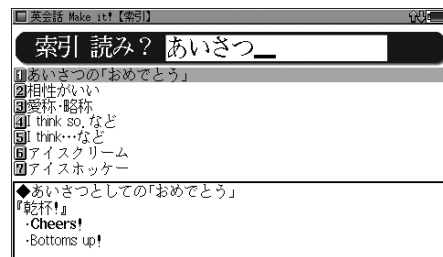 英会話 Make it!【索引】
索引 読み? あいさつ
1あいさつの「おめでとう」
2相性がいい
3愛称・略称
4I think so.など
5I think…など
6アイスクリーム
7アイスホッケー
◆あいさつとしての「おめでとう」
『乾杯!』
・Cheers!
・Bottoms up!